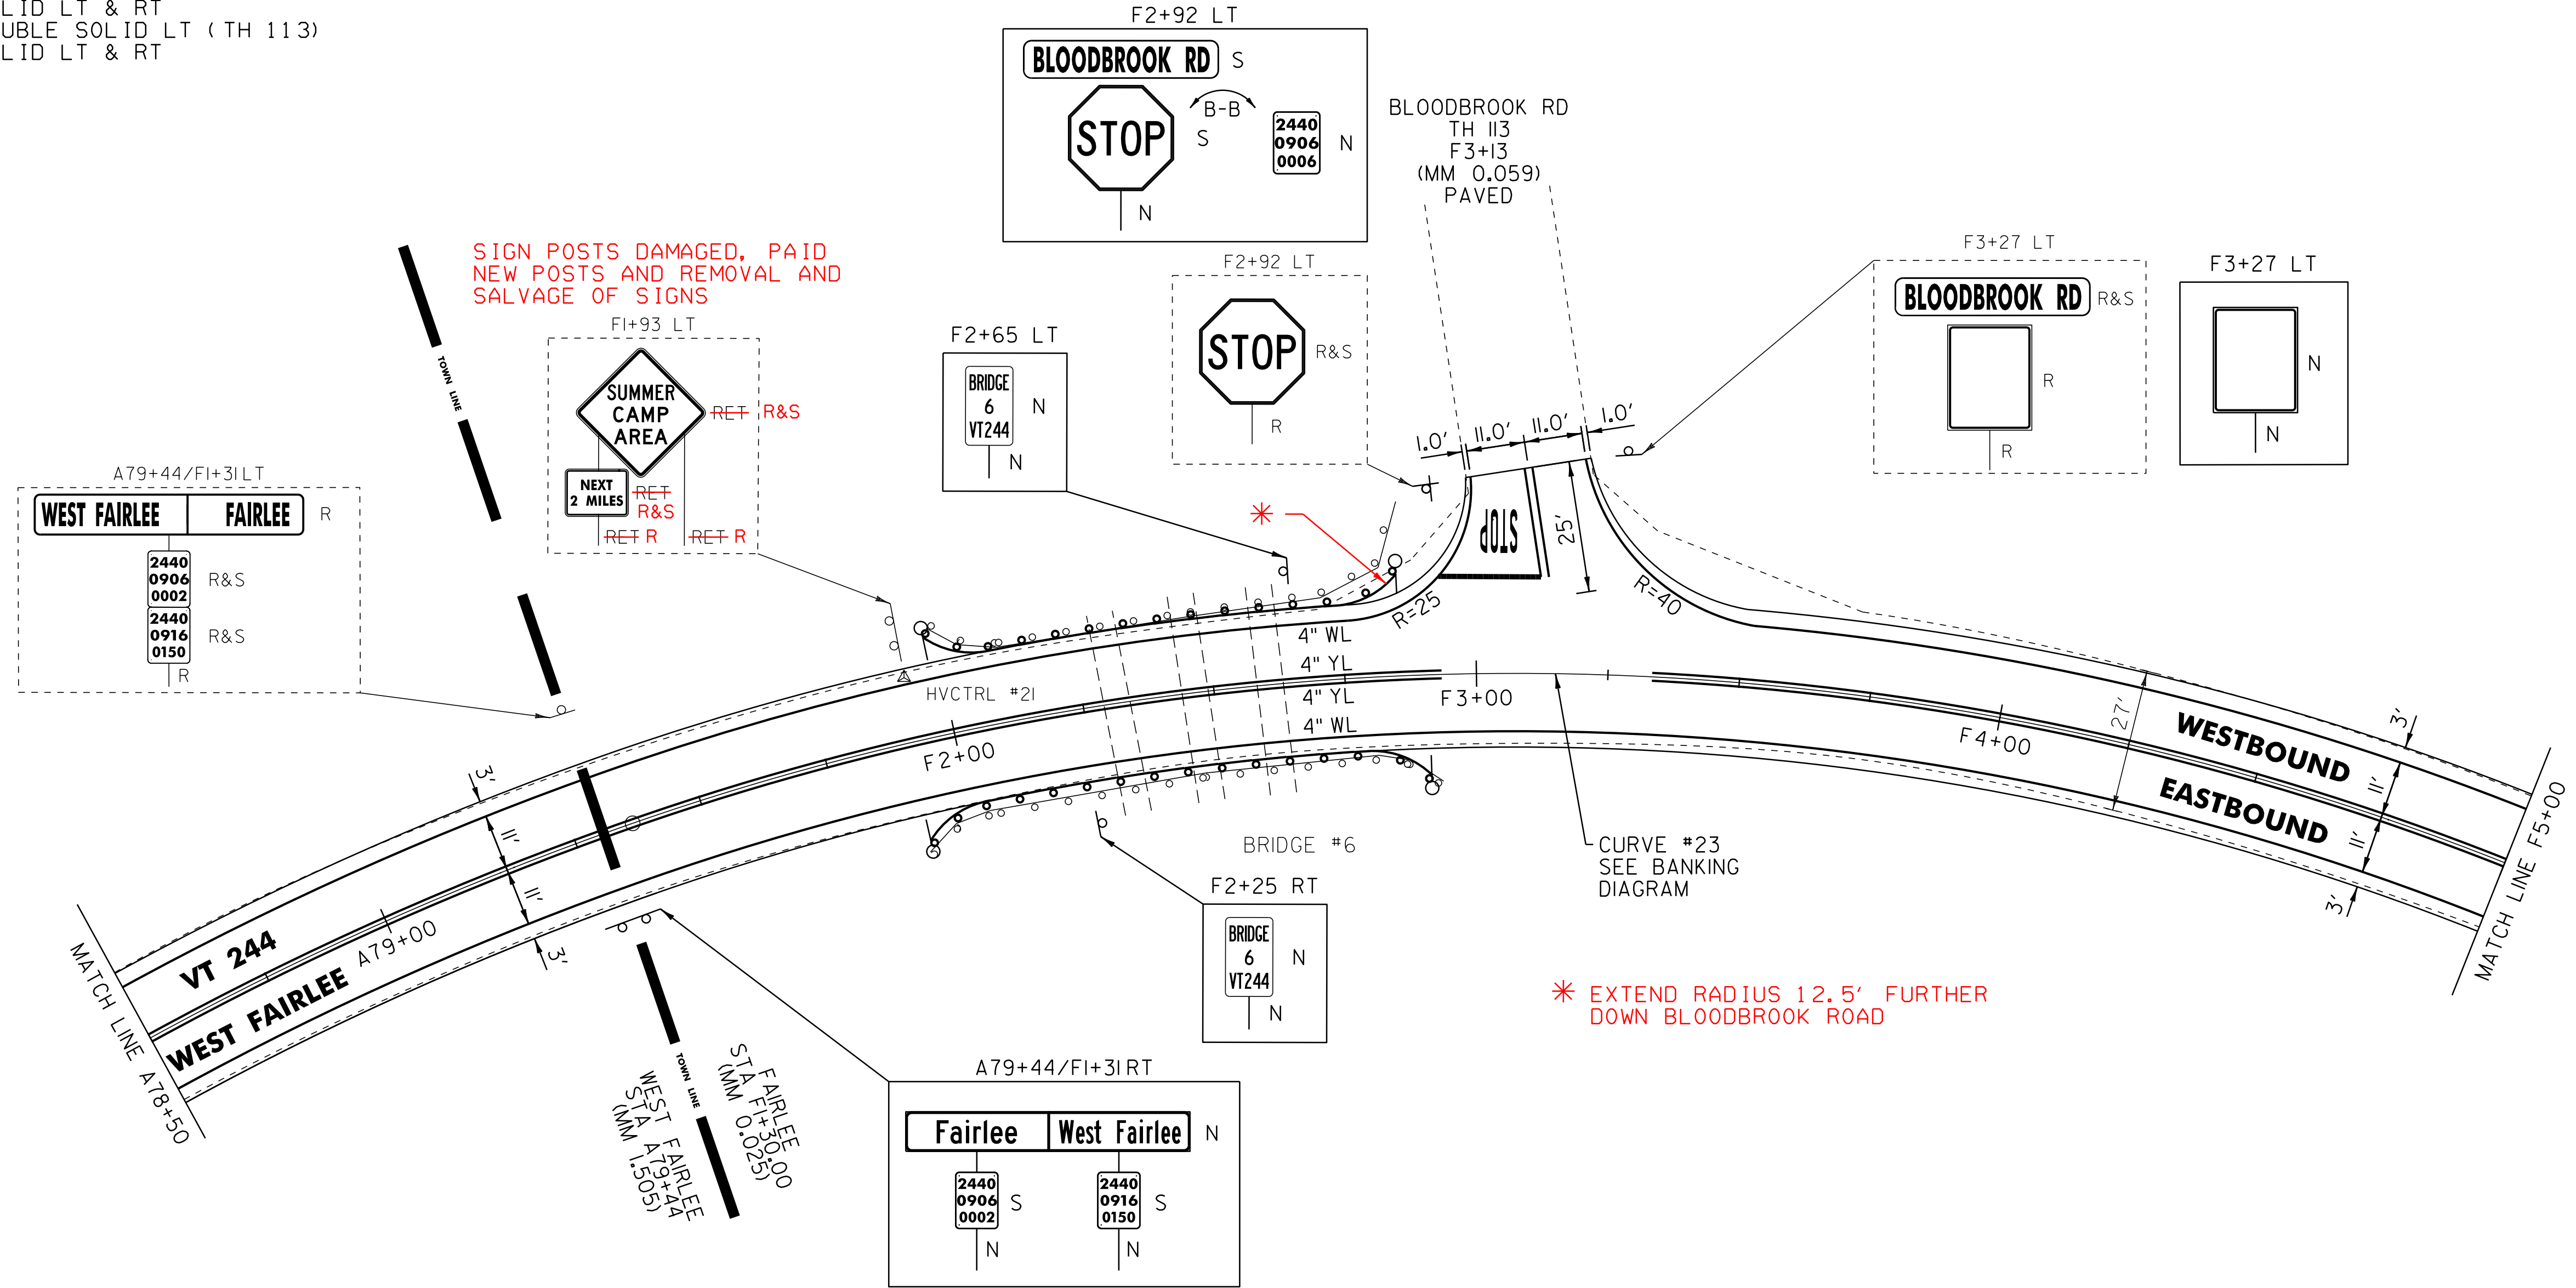 LID LT & RT
UBLE SOLID LT (TH 113)
LID LT & RT
F2+92 LT
BLOODBROOK RD S
STOP S
B-B
2440
0906
0006
N
N
BLOODBROOK RD
TH 113
F3+13
(MM 0.059)
PAVED
SIGN POSTS DAMAGED, PAID
NEW POSTS AND REMOVAL AND
SALVAGE OF SIGNS
F1+93 LT
SUMMER
CAMP
AREA
RET R&S
NEXT
2 MILES
RET
R&S
RET R
RET R
TOWN LINE
A79+44/F1+31LT
WEST FAIRLEE FAIRLEE R
2440
0906
0002
R&S
2440
0916
0150
R&S
R
F2+65 LT
BRIDGE
6
VT244
N
N
F2+92 LT
STOP R&S
R
F3+27 LT
BLOODBROOK RD R&S
R
R
F3+27 LT
N
N
1.0' 11.0' 11.0' 1.0'
STOP
25'
R=25
R=40
4" WL
4" YL
4" YL
4" WL
HVCTRL #21
F2+00
F3+00
F4+00
27'
WESTBOUND
EASTBOUND
3'
11'
11'
3'
MATCH LINE F5+00
3'
11'
11'
3'
VT 244
WEST FAIRLEE
A79+00
MATCH LINE A78+50
BRIDGE #6
F2+25 RT
BRIDGE
6
VT244
N
N
CURVE #23
SEE BANKING
DIAGRAM
* EXTEND RADIUS 12.5' FURTHER
DOWN BLOODBROOK ROAD
*
TOWN LINE
FAIRLEE
STA F1+30.00
(MM 0.025)
WEST FAIRLEE
STA A79+44
(MM 1.505)
A79+44/F1+31RT
Fairlee West Fairlee N
2440
0906
0002
S
N
2440
0916
0150
S
N